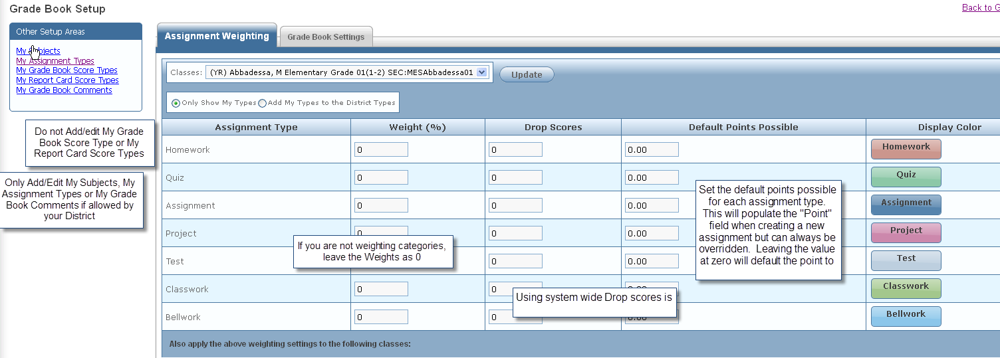 Grade Book Setup
Back to G
Other Setup Areas
My Subjects
My Assignment Types
My Grade Book Score Types
My Report Card Score Types
My Grade Book Comments
Do not Add/edit My Grade
Book Score Type or My
Report Card Score Types
Only Add/Edit My Subjects, My
Assignment Types or My Grade
Book Comments if allowed by
your District
Assignment Weighting
Grade Book Settings
Classes: (YR) Abbadessa, M Elementary Grade 01(1-2) SEC:MESAbbadessa01
Update
Only Show My Types Add My Types to the District Types
Assignment Type Weight (%) Drop Scores Default Points Possible Display Color
Homework 0 0 0.00 Homework
Quiz 0 0 0.00 Quiz
Assignment 0 0 0.00 Assignment
Project 0 0 0.00 Project
Test 0 0.00 Test
Classwork 0 0 0.00 Classwork
Bellwork 0 0 0.00 Bellwork
If you are not weighting categories,
leave the Weights as 0
Using system wide Drop scores is
Set the default points possible
for each assignment type.
This will populate the "Point"
field when creating a new
assignment but can always be
overridden. Leaving the value
at zero will default the point to
Also apply the above weighting settings to the following classes: